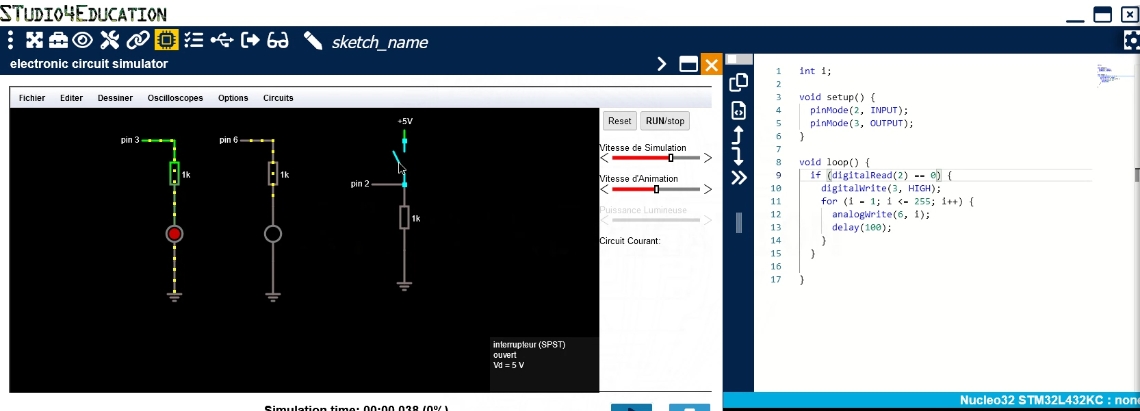 STUDIO4EDUCATION
sketch_name
electronic circuit simulator
Fichier Editer Dessiner Oscilloscopes Options Circuits
Reset RUN/stop
Vitesse de Simulation
Vitesse d'Animation
Puissance Lumineuse
Circuit Courant:
+5V
pin 3 pin 6
1k 1k
pin 2
1k
interrupteur (SPST)
ouvert
Vd = 5 V
Simulation time: 00:00.038 (0%)
1 int i;
2
3 void setup() {
4 pinMode(2, INPUT);
5 pinMode(3, OUTPUT);
6 }
7
8 void loop() {
9 if (digitalRead(2) == 0) {
10 digitalWrite(3, HIGH);
11 for (i = 1; i <= 255; i++) {
12 analogWrite(6, i);
13 delay(100);
14 }
15 }
16
17 }
Nucleo32 STM32L432KC : none